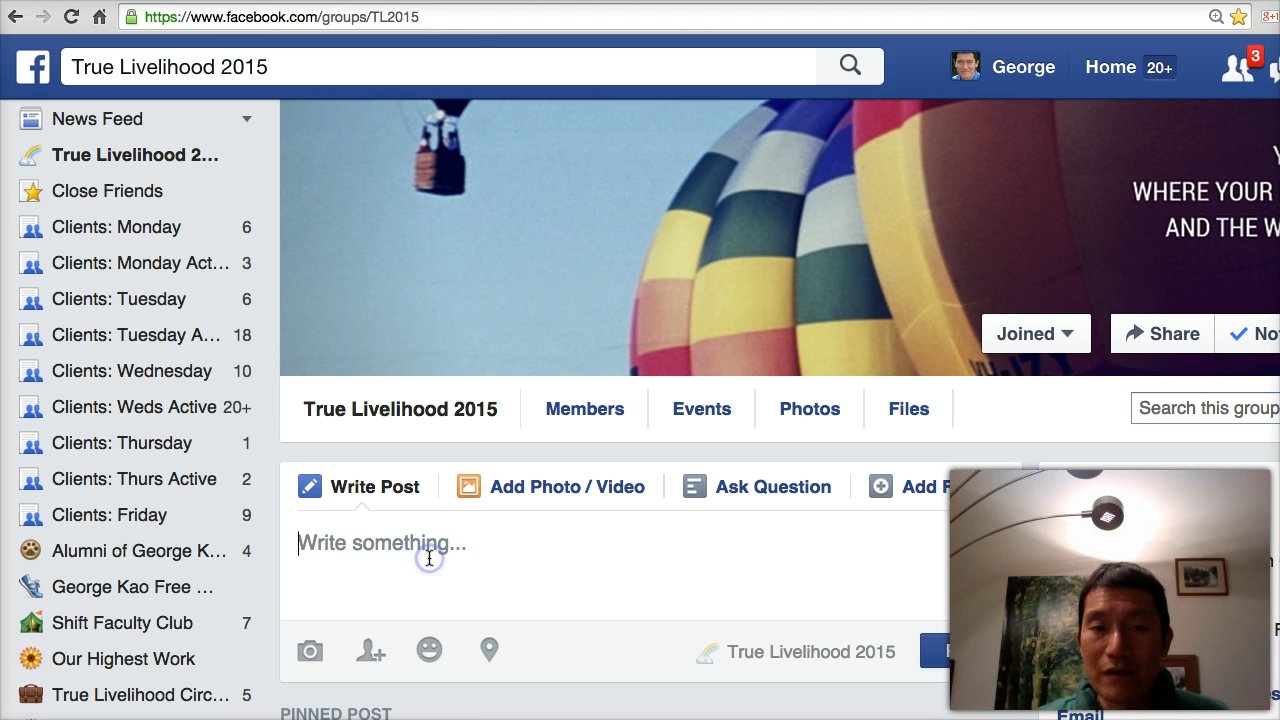 https://www.facebook.com/groups/TL2015
g+1
f True Livelihood 2015 George Home 20+ 3
News Feed
True Livelihood 2...
Close Friends
Clients: Monday 6
Clients: Monday Act... 3
Clients: Tuesday 6
Clients: Tuesday A... 18
Clients: Wednesday 10
Clients: Weds Active 20+
Clients: Thursday 1
Clients: Thurs Active 2
Clients: Friday 9
Alumni of George K... 4
George Kao Free ...
Shift Faculty Club 7
Our Highest Work
True Livelihood Circ... 5
WHERE YOUR
AND THE W
Joined Share No
True Livelihood 2015 Members Events Photos Files Search this group
Write Post Add Photo / Video Ask Question Add F
Write something...
True Livelihood 2015
PINNED POST
Email